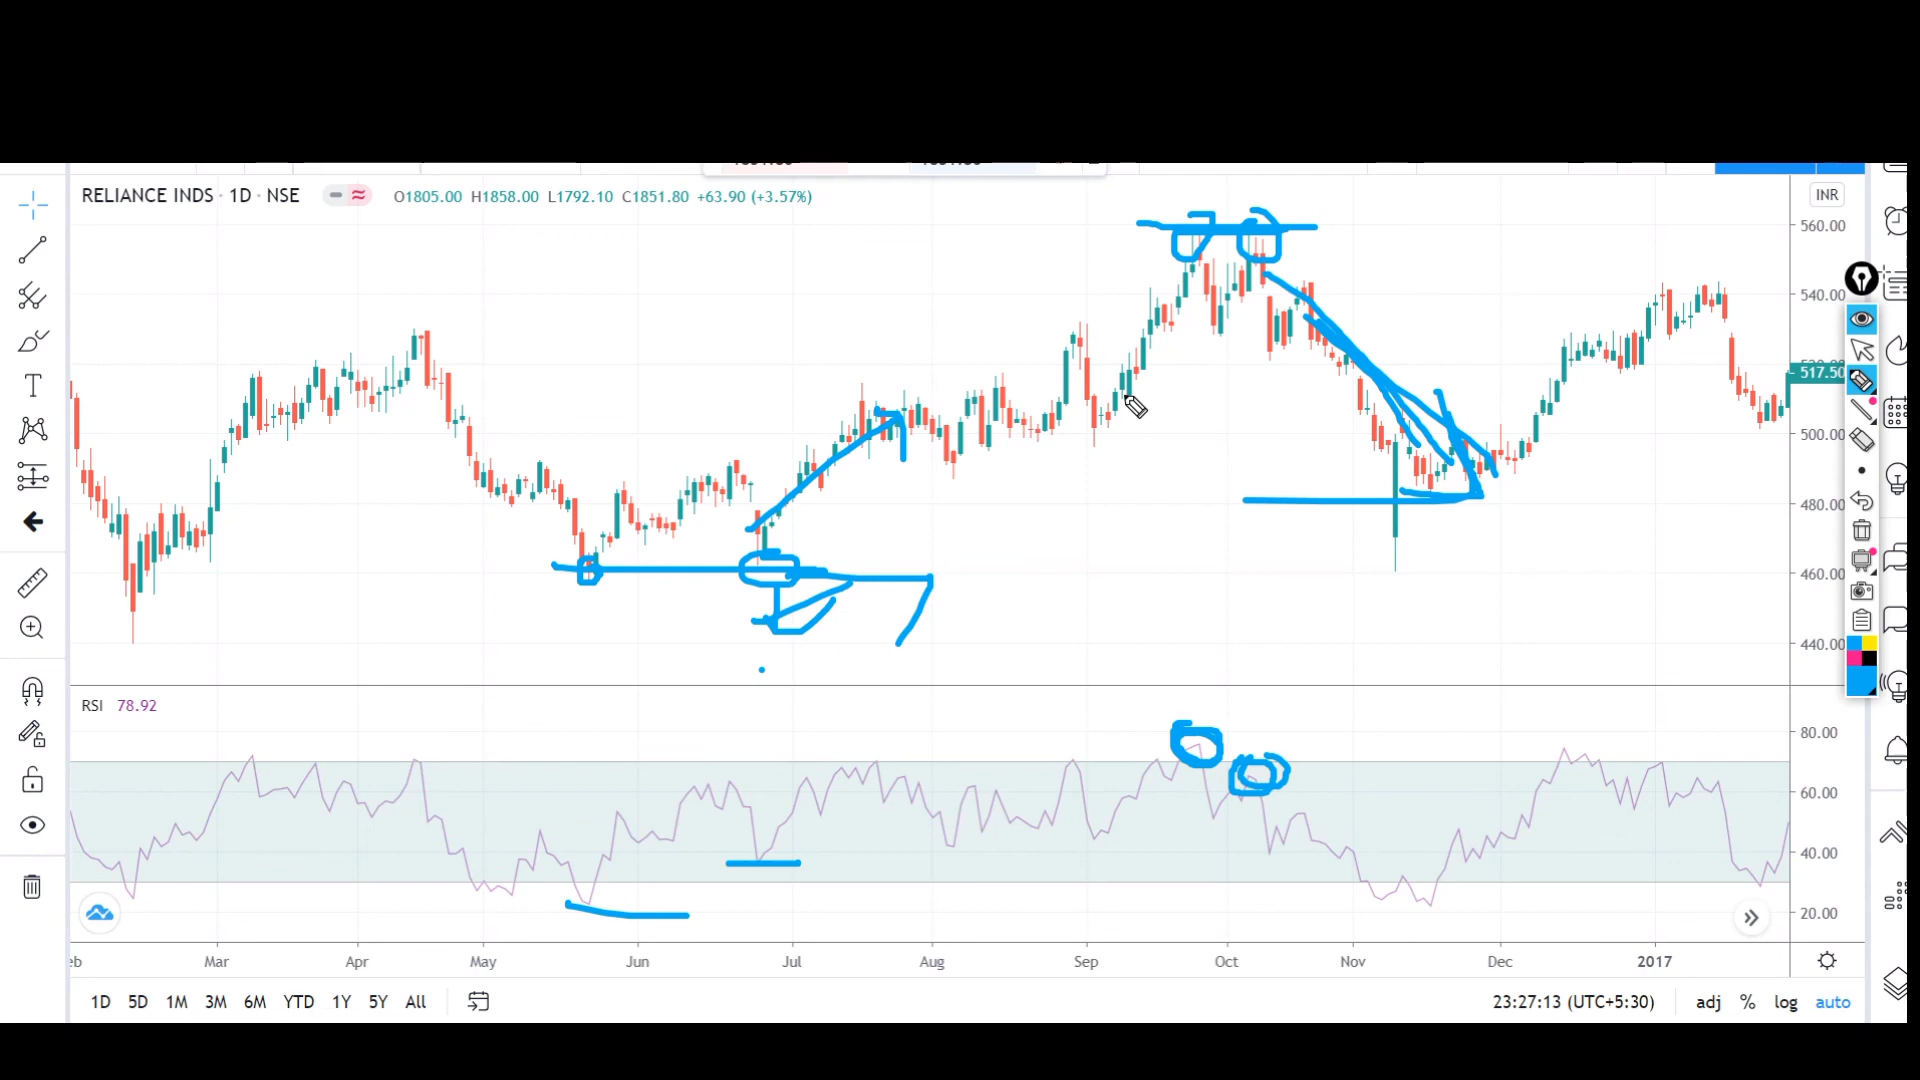 RELIANCE INDS · 1D · NSE
O1805.00 H1858.00 L1792.10 C1851.80 +63.90 (+3.57%)
INR
560.00
540.00
517.50
500.00
480.00
460.00
440.00
RSI 78.92
80.00
60.00
40.00
20.00
eb Mar Apr May Jun Jul Aug Sep Oct Nov Dec 2017
1D 5D 1M 3M 6M YTD 1Y 5Y All
23:27:13 (UTC+5:30) adj % log auto